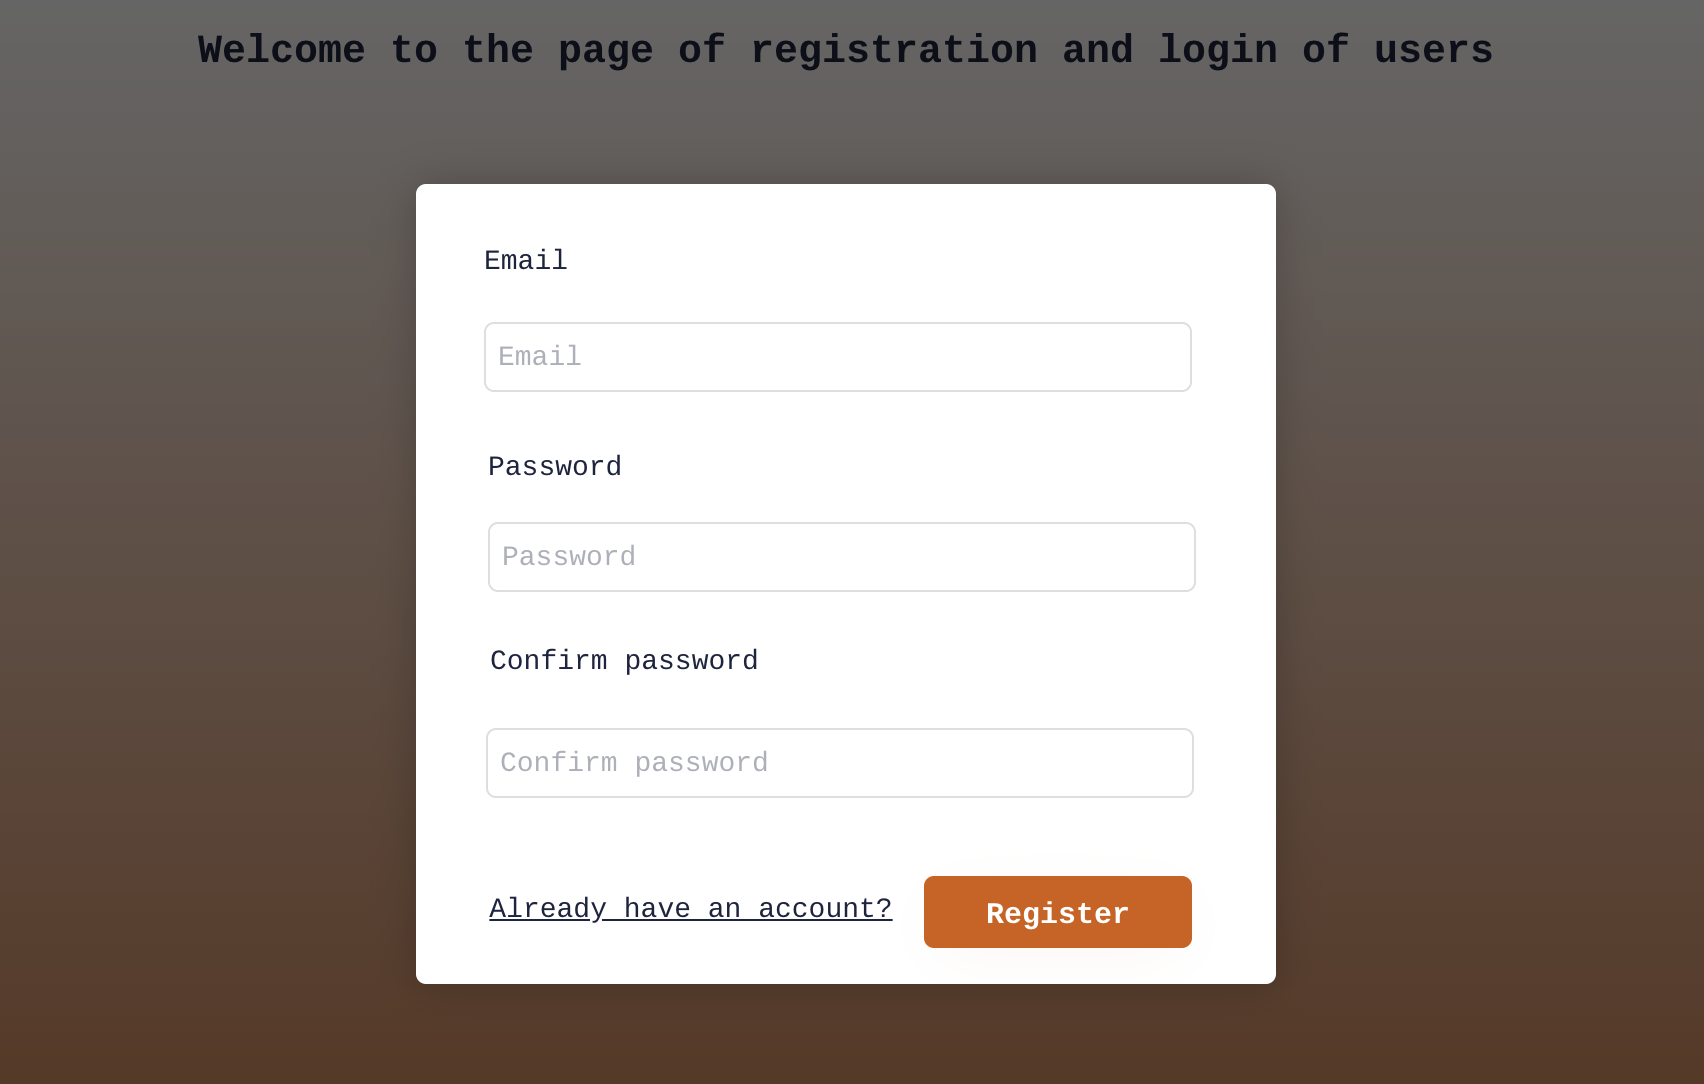 Welcome to the page of registration and login of users
Email
Email
Password
Password
Confirm password
Confirm password
Already have an account?
Register